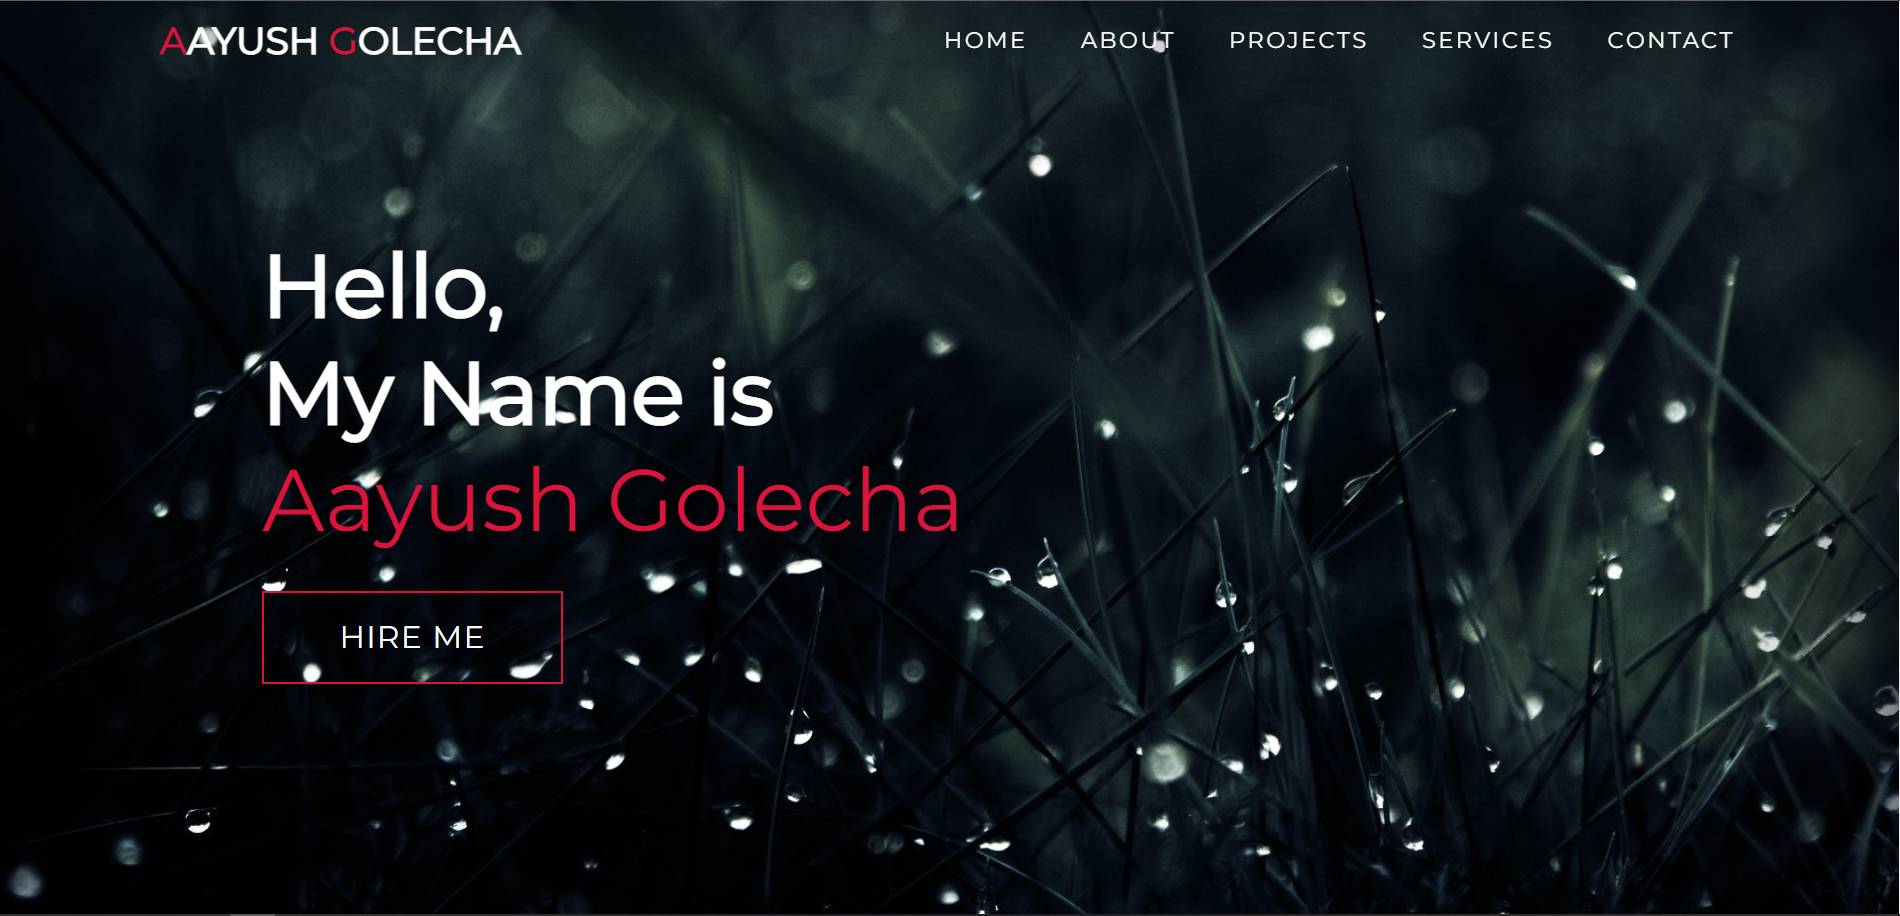 AAYUSH GOLECHA
HOME ABOUT PROJECTS SERVICES CONTACT
Hello,
My Name is
Aayush Golecha
HIRE ME